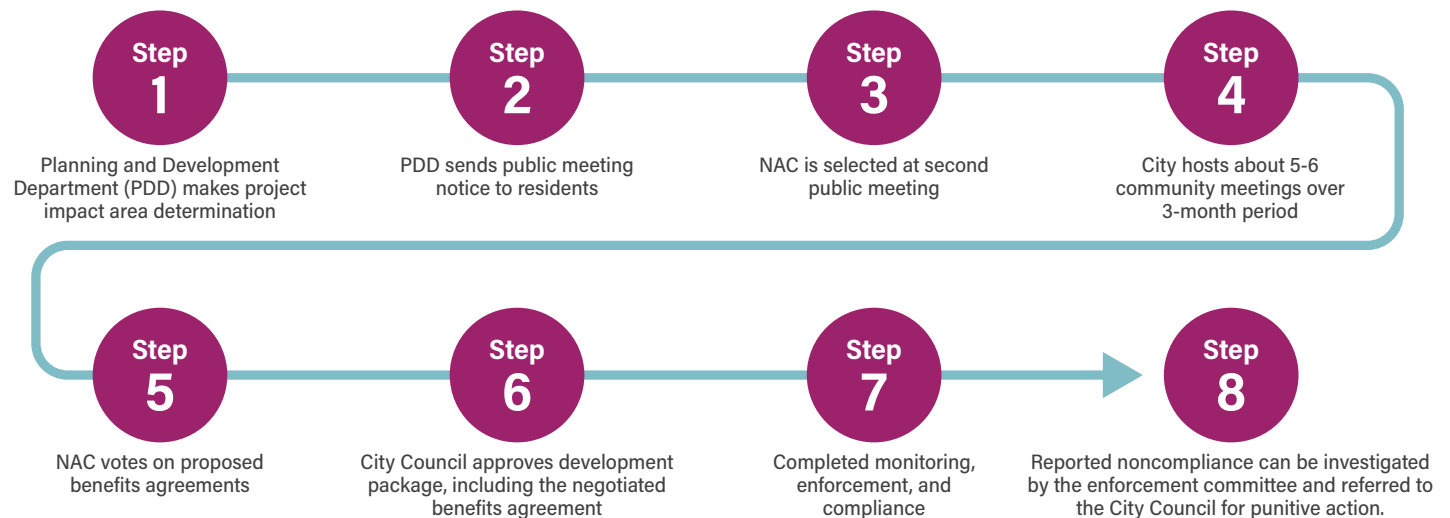 Step
1
Planning and Development
Department (PDD) makes project
impact area determination
Step
2
PDD sends public meeting
notice to residents
Step
3
NAC is selected at second
public meeting
Step
4
City hosts about 5-6
community meetings over
3-month period
Step
5
NAC votes on proposed
benefits agreements
Step
6
City Council approves development
package, including the negotiated
benefits agreement
Step
7
Completed monitoring,
enforcement, and
compliance
Step
8
Reported noncompliance can be investigated
by the enforcement committee and referred to
the City Council for punitive action.